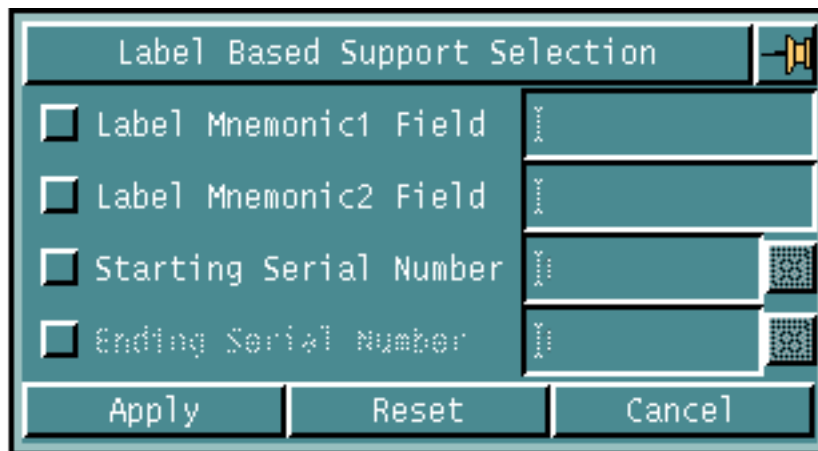 Label Based Support Selection
Label Mnemonic1 Field
Label Mnemonic2 Field
Starting Serial Number
Ending Serial Number
Apply Reset Cancel